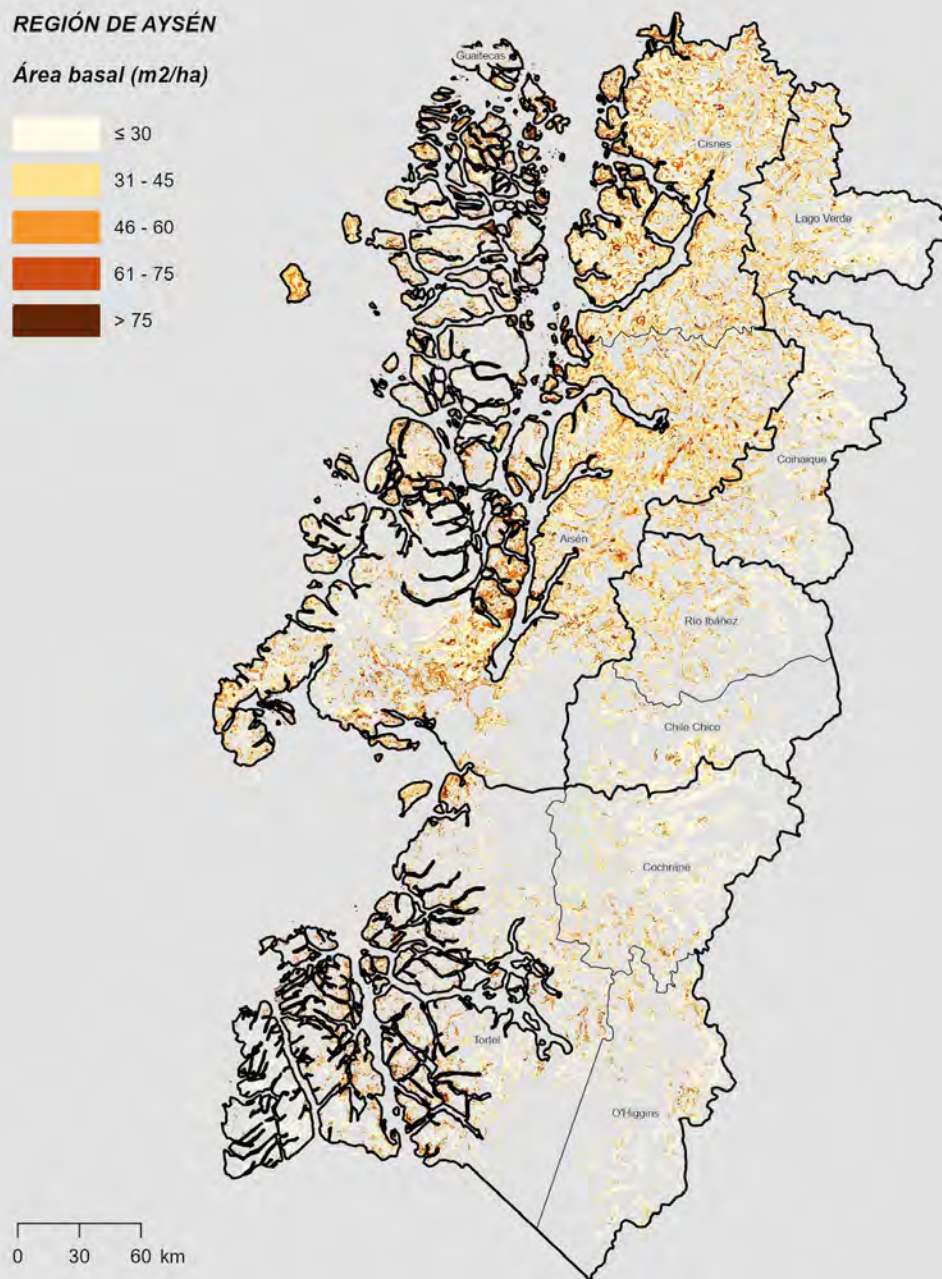 REGIÓN DE AYSÉN
Área basal (m2/ha)
≤ 30
31 - 45
46 - 60
61 - 75
> 75
Guaitecas
Cisnes
Lago Verde
Coihaique
Aisén
Río Ibáñez
Chile Chico
Cochrane
Tortel
O'Higgins
0 30 60 km